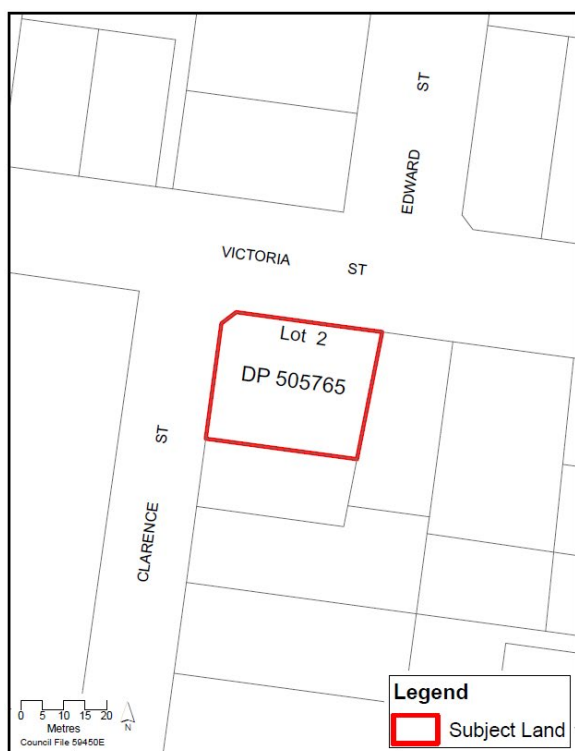 EDWARD ST
VICTORIA ST
Lot 2
DP 505765
CLARENCE ST
0 5 10 15 20
Metres
Council File 59450E
N
Legend
Subject Land